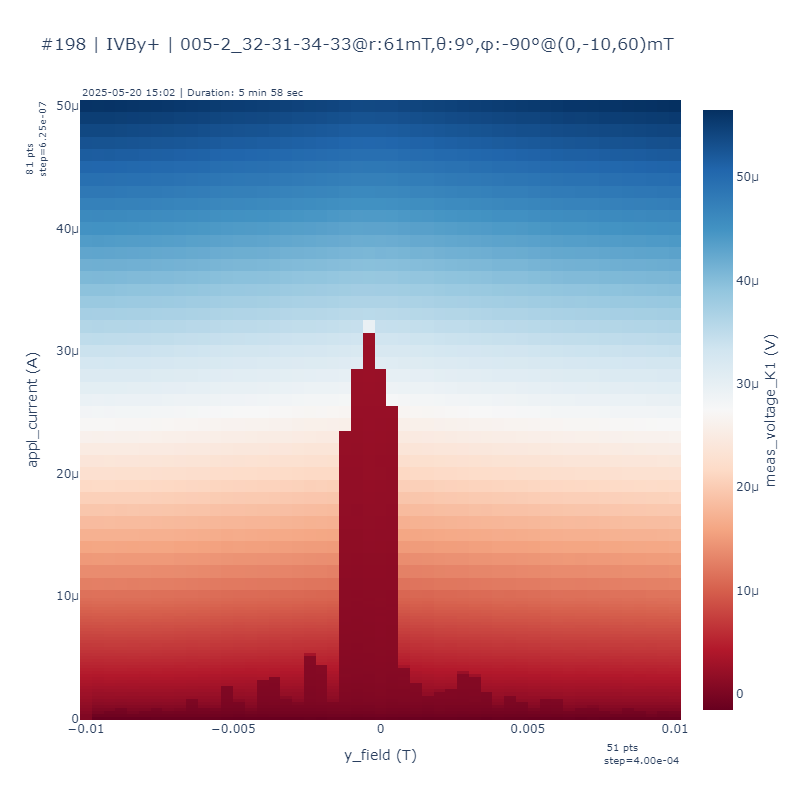 #198 | IVBy+ | 005-2_32-31-34-33@r:61mT,θ:9°,φ:-90°@(0,-10,60)mT
2025-05-20 15:02 | Duration: 5 min 58 sec
81 pts
step=6.25e-07
50μ
40μ
30μ
20μ
10μ
0
appl_current (A)
−0.01
−0.005
0
0.005
0.01
y_field (T)
51 pts
step=4.00e-04
50μ
40μ
30μ
20μ
10μ
0
meas_voltage_K1 (V)